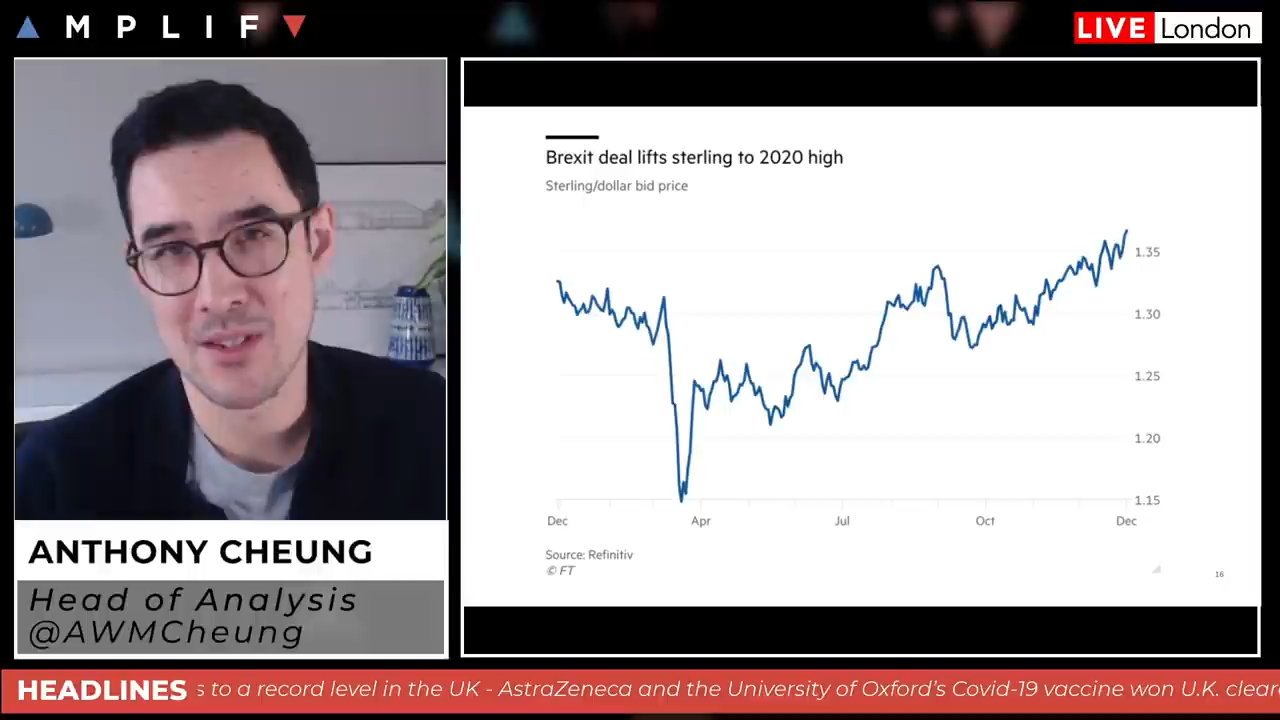 AMPLIFY
LIVE London
Brexit deal lifts sterling to 2020 high
Sterling/dollar bid price
1.35
1.30
1.25
1.20
1.15
Dec Apr Jul Oct Dec
Source: Refinitiv
© FT
16
ANTHONY CHEUNG
Head of Analysis
@AWMCheung
HEADLINES s to a record level in the UK - AstraZeneca and the University of Oxford's Covid-19 vaccine won U.K. clear